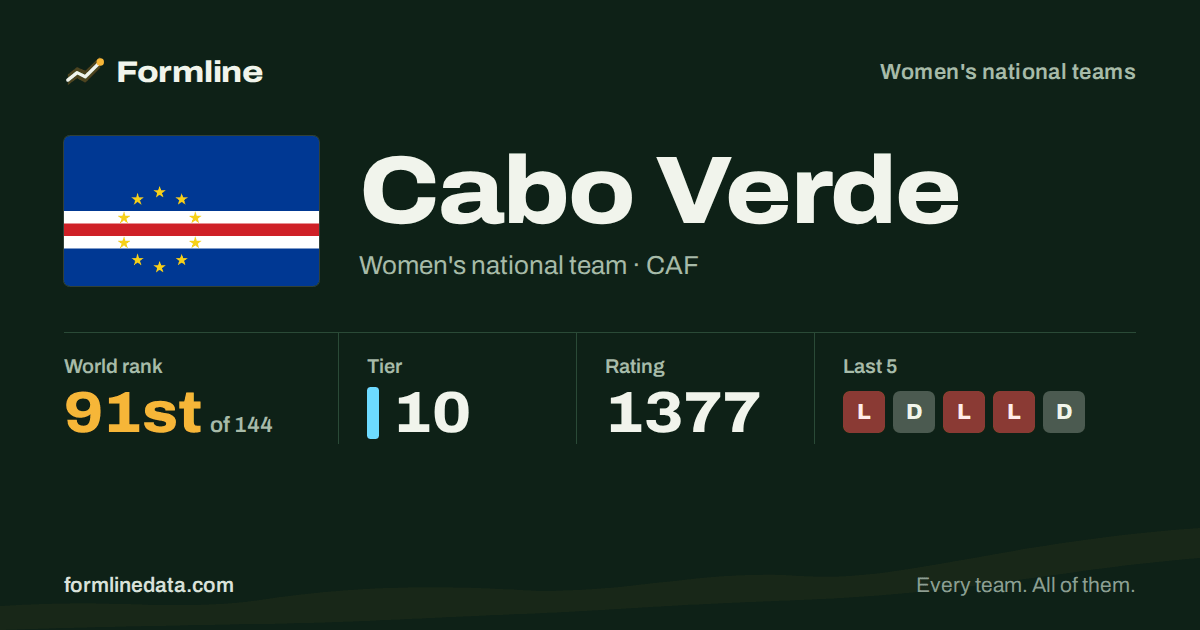 Formline
Women's national teams
Cabo Verde
Women's national team · CAF
World rank
91st of 144
Tier
10
Rating
1377
Last 5
L D L L D
formlinedata.com
Every team. All of them.